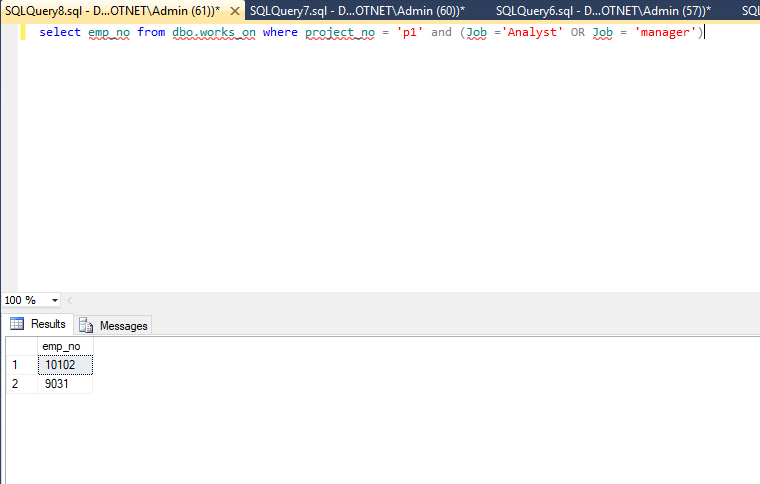 SQLQuery8.sql - D...OTNET\Admin (61))* SQLQuery7.sql - D...OTNET\Admin (60))* SQLQuery6.sql - D...OTNET\Admin (57))* SQ
select emp_no from dbo.works_on where project_no = 'p1' and (Job ='Analyst' OR Job = 'manager')
100 %
Results Messages
emp_no
1 10102
2 9031